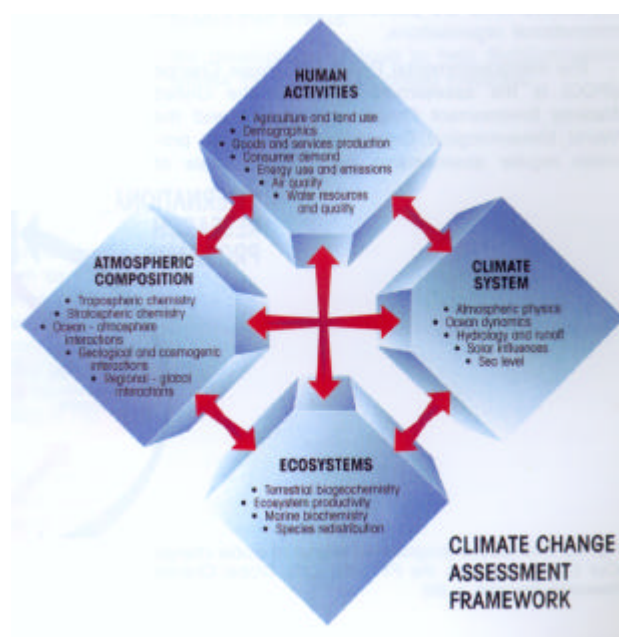 HUMAN
ACTIVITIES
• Agriculture and land use
• Demographics
• Goods and services production
• Consumer demand
• Energy use and emissions
• Air quality
• Water resources
and quality
ATMOSPHERIC
COMPOSITION
• Tropospheric chemistry
• Stratospheric chemistry
• Ocean - atmosphere
interactions
• Geological and cosmogenic
interactions
• Regional - global
interactions
CLIMATE
SYSTEM
• Atmospheric physics
• Ocean dynamics
• Hydrology and runoff
• Solar influences
• Sea level
ECOSYSTEMS
• Terrestrial biogeochemistry
• Ecosystem productivity
• Marine biochemistry
• Species redistribution
CLIMATE CHANGE
ASSESSMENT
FRAMEWORK